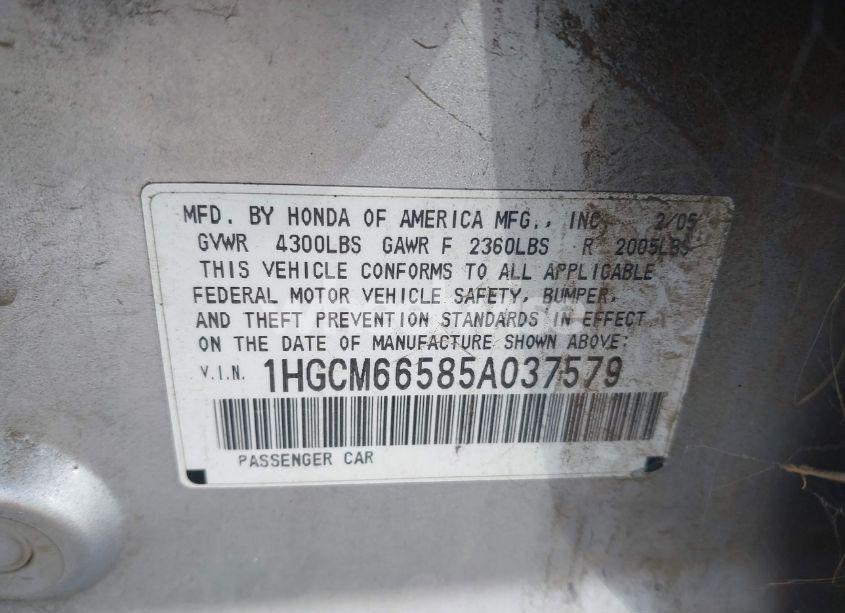 MFD. BY HONDA OF AMERICA MFG., INC. 2/05
GVWR 4300LBS GAWR F 2360LBS R 2005LBS
THIS VEHICLE CONFORMS TO ALL APPLICABLE
FEDERAL MOTOR VEHICLE SAFETY, BUMPER,
AND THEFT PREVENTION STANDARDS IN EFFECT
ON THE DATE OF MANUFACTURE SHOWN ABOVE:
V.I.N. 1HGCM66585A037579
PASSENGER CAR